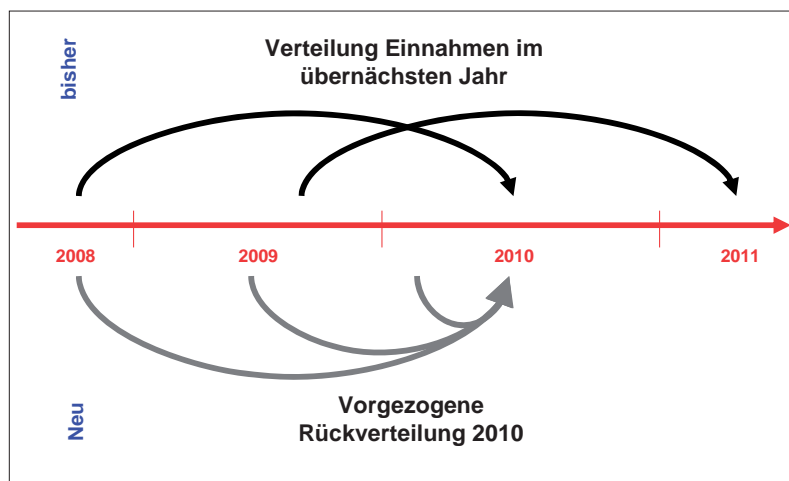 bisher
Verteilung Einnahmen im
übernächsten Jahr
2008
2009
2010
2011
Neu
Vorgezogene
Rückverteilung 2010